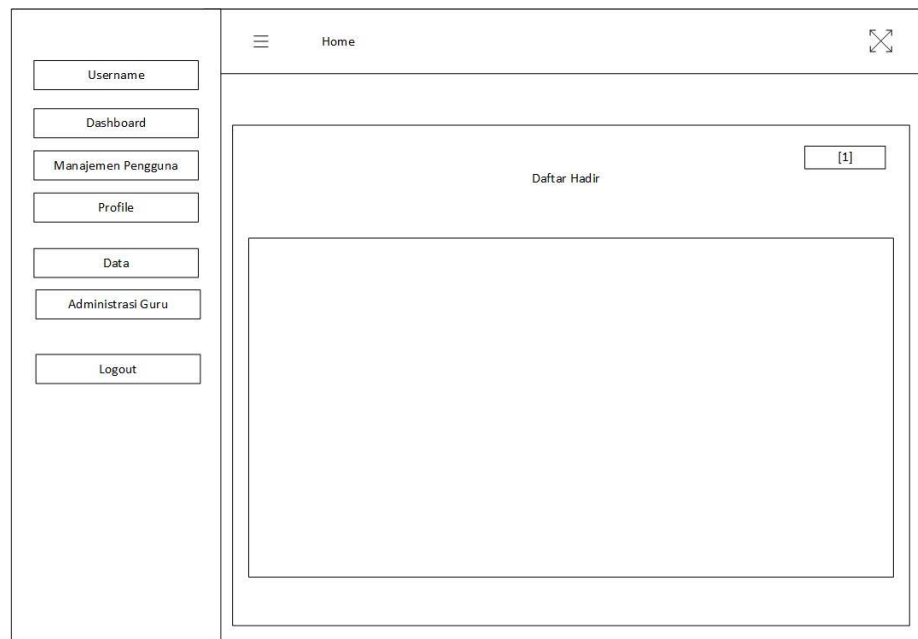 Home
Username
Dashboard
Manajemen Pengguna
Profile
Data
Administrasi Guru
Logout
[1]
Daftar Hadir